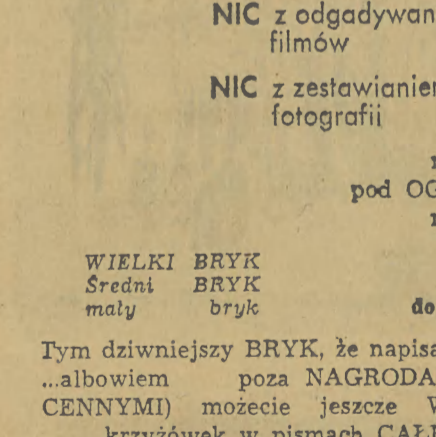 NIC z odgadywan
filmów
NIC z zestawianie
fotografii
pod OG
WIELKI BRYK
Średni BRYK
mały bryk
do
Tym dziwniejszy BRYK, że napisa
...albowiem poza NAGRODA
CENNYMI) możecie jeszcze W
krzyżówek w pismach CAŁ